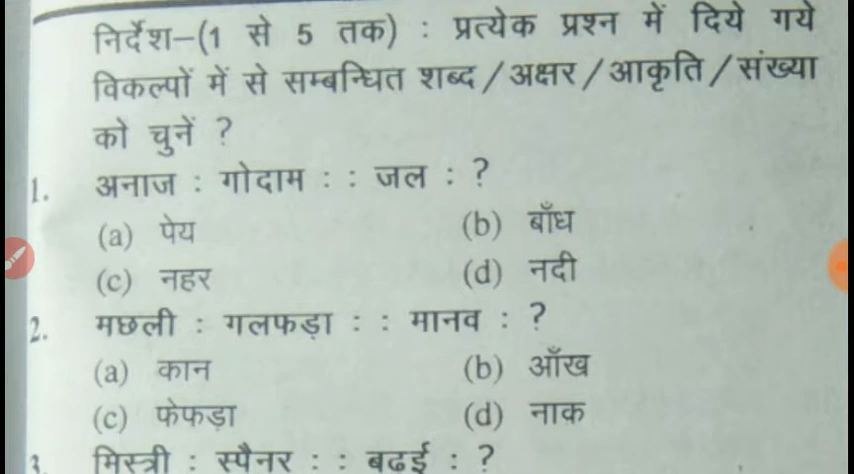 निर्देश–(1 से 5 तक) : प्रत्येक प्रश्न में दिये गये
विकल्पों में से सम्बन्धित शब्द/अक्षर/आकृति/संख्या
को चुनें ?
1. अनाज : गोदाम : : जल : ?
(a) पेय (b) बाँध
(c) नहर (d) नदी
2. मछली : गलफड़ा : : मानव : ?
(a) कान (b) आँख
(c) फेफड़ा (d) नाक
3. मिस्त्री : स्पैनर : : बढई : ?